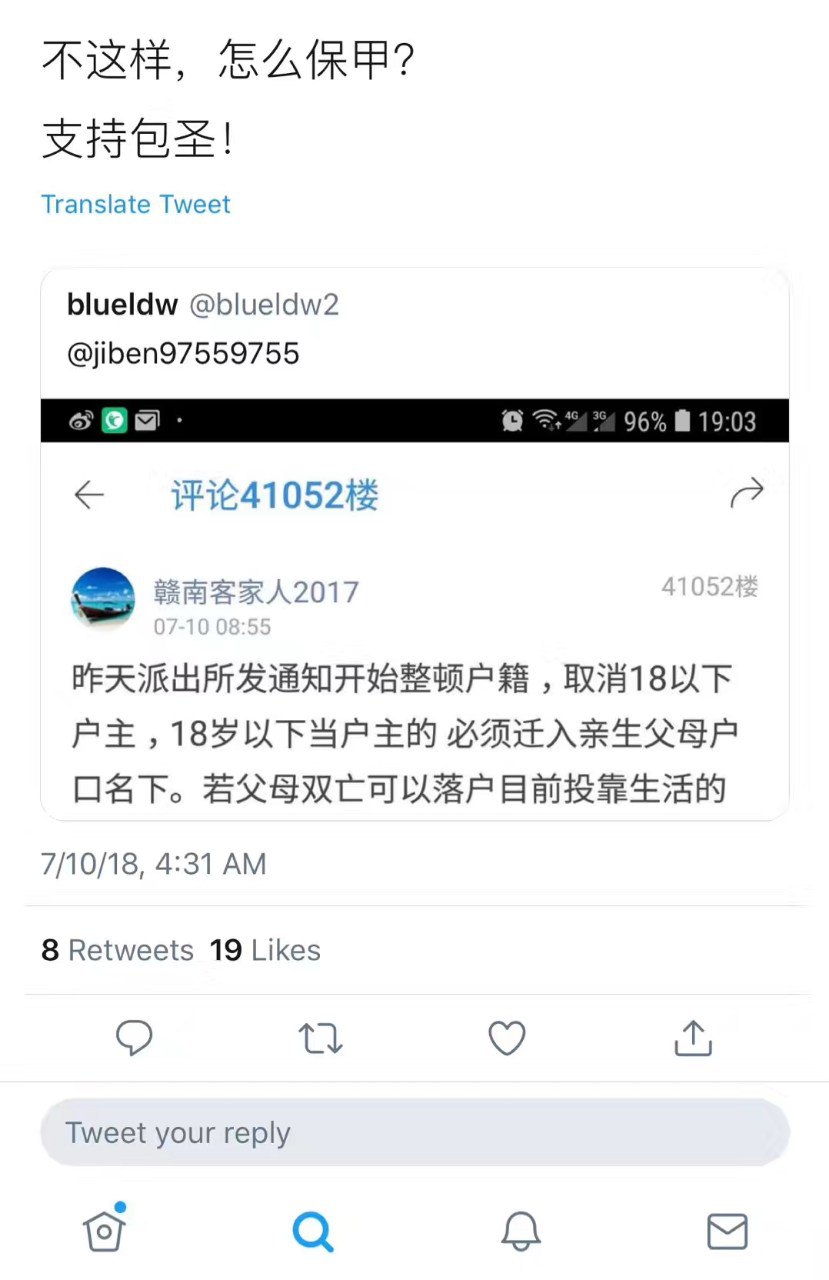 不这样，怎么保甲？
支持包圣！
Translate Tweet
blueldw @blueldw2
@jiben97559755
4G 3G 96% 19:03
评论41052楼
赣南客家人2017 41052楼
07-10 08:55
昨天派出所发通知开始整顿户籍，取消18以下
户主，18岁以下当户主的 必须迁入亲生父母户
口名下。若父母双亡可以落户目前投靠生活的
7/10/18, 4:31 AM
8 Retweets 19 Likes
Tweet your reply